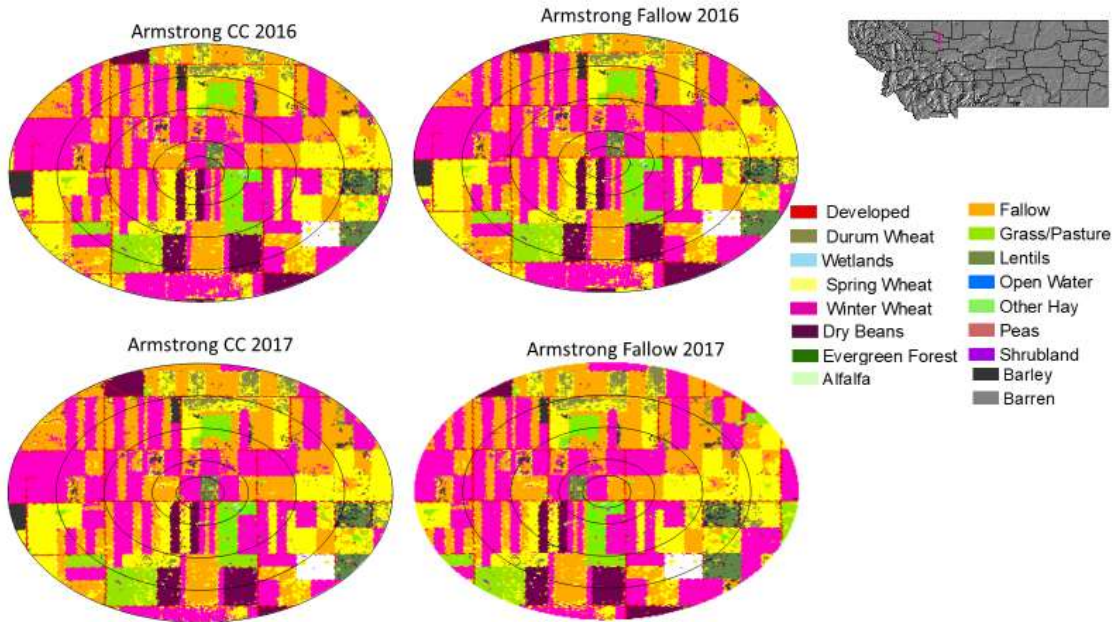 Armstrong CC 2016
Armstrong Fallow 2016
Armstrong CC 2017
Armstrong Fallow 2017
Developed
Durum Wheat
Wetlands
Spring Wheat
Winter Wheat
Dry Beans
Evergreen Forest
Alfalfa
Fallow
Grass/Pasture
Lentils
Open Water
Other Hay
Peas
Shrubland
Barley
Barren